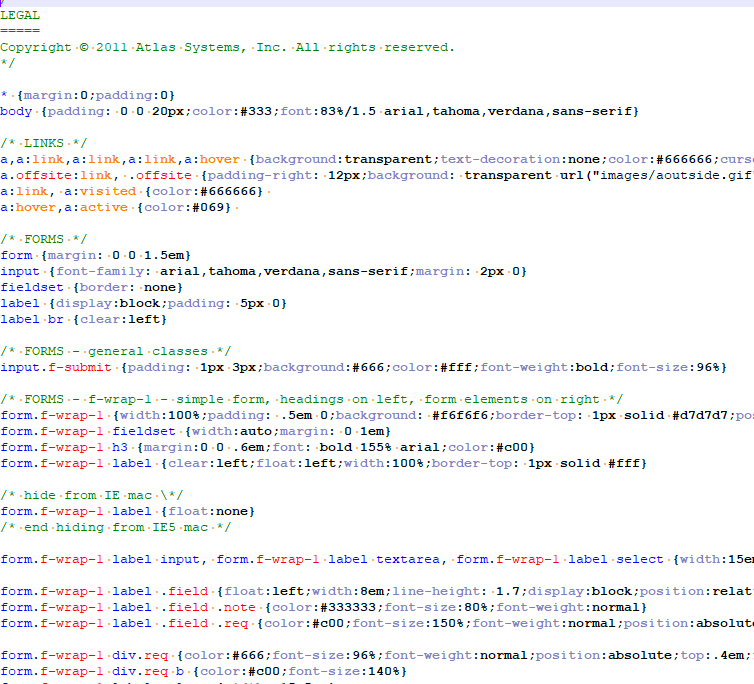 /
LEGAL
=====
Copyright © 2011 Atlas Systems, Inc. All rights reserved.
*/
* {margin:0;padding:0}
body {padding: 0 0 20px;color:#333;font:83%/1.5 arial,tahoma,verdana,sans-serif}
/* LINKS */
a,a:link,a:link,a:link,a:hover {background:transparent;text-decoration:none;color:#666666;curs
a.offsite:link, .offsite {padding-right: 12px;background: transparent url("images/aoutside.gif
a:link, a:visited {color:#666666}
a:hover,a:active {color:#069}
/* FORMS */
form {margin: 0 0 1.5em}
input {font-family: arial,tahoma,verdana,sans-serif;margin: 2px 0}
fieldset {border: none}
label {display:block;padding: 5px 0}
label br {clear:left}
/* FORMS - general classes */
input.f-submit {padding: 1px 3px;background:#666;color:#fff;font-weight:bold;font-size:96%}
/* FORMS - f-wrap-1 - simple form, headings on left, form elements on right */
form.f-wrap-1 {width:100%;padding: .5em 0;background: #f6f6f6;border-top: 1px solid #d7d7d7;pos
form.f-wrap-1 fieldset {width:auto;margin: 0 1em}
form.f-wrap-1 h3 {margin:0 0 .6em;font: bold 155% arial;color:#c00}
form.f-wrap-1 label {clear:left;float:left;width:100%;border-top: 1px solid #fff}
/* hide from IE mac \*/
form.f-wrap-1 label {float:none}
/* end hiding from IE5 mac */
form.f-wrap-1 label input, form.f-wrap-1 label textarea, form.f-wrap-1 label select {width:15em
form.f-wrap-1 label .field {float:left;width:8em;line-height: 1.7;display:block;position:relat
form.f-wrap-1 label .field .note {color:#333333;font-size:80%;font-weight:normal}
form.f-wrap-1 label .field .req {color:#c00;font-size:150%;font-weight:normal;position:absolute
form.f-wrap-1 div.req {color:#666;font-size:96%;font-weight:normal;position:absolute;top:.4em;
form.f-wrap-1 div.req b {color:#c00;font-size:140%}